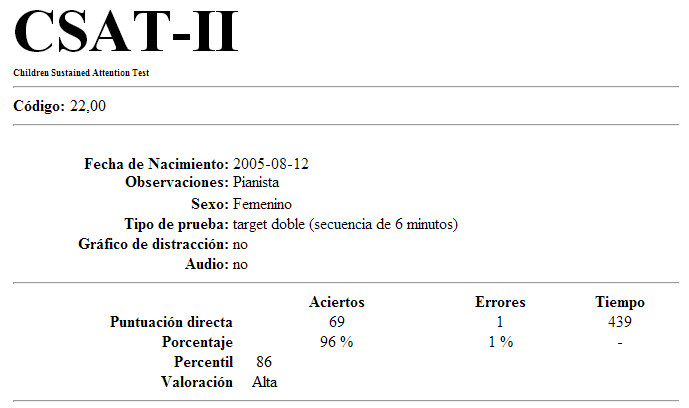 CSAT-II
Children Sustained Attention Test
Código: 22,00
Fecha de Nacimiento: 2005-08-12
Observaciones: Pianista
Sexo: Femenino
Tipo de prueba: target doble (secuencia de 6 minutos)
Gráfico de distracción: no
Audio: no
Aciertos Errores Tiempo
Puntuación directa 69 1 439
Porcentaje 96 % 1 % -
Percentil 86
Valoración Alta